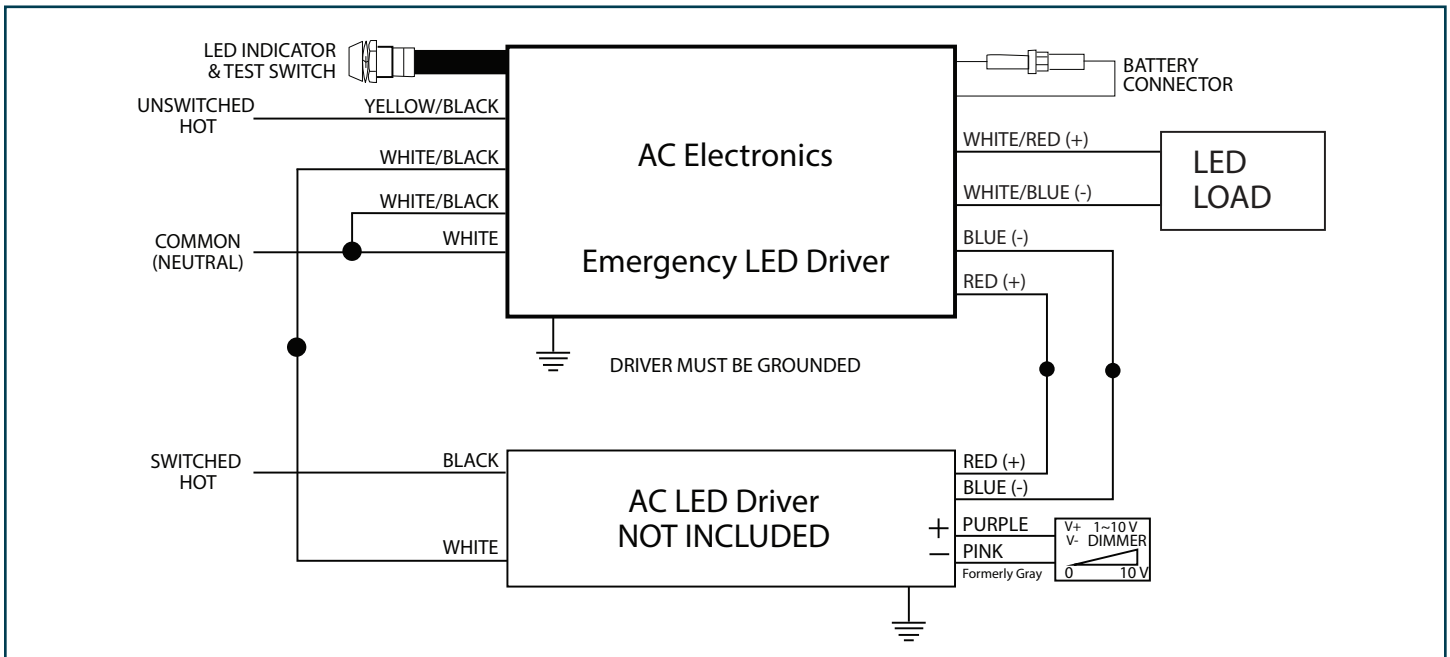 LED INDICATOR
& TEST SWITCH
BATTERY
CONNECTOR
UNSWITCHED
HOT
YELLOW/BLACK
WHITE/BLACK
WHITE/BLACK
COMMON
(NEUTRAL)
WHITE
AC Electronics
Emergency LED Driver
WHITE/RED (+)
WHITE/BLUE (-)
LED
LOAD
BLUE (-)
RED (+)
DRIVER MUST BE GROUNDED
SWITCHED
HOT
BLACK
WHITE
AC LED Driver
NOT INCLUDED
RED (+)
BLUE (-)
+ PURPLE
− PINK
Formerly Gray
V+ 1~10 V
V- DIMMER
0 10 V